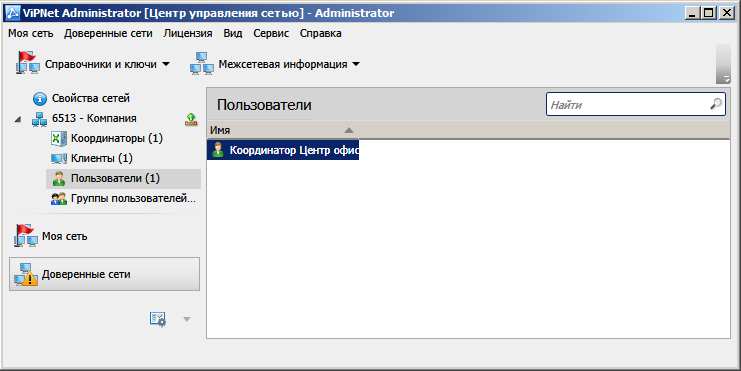 ViPNet Administrator [Центр управления сетью] - Administrator
Моя сеть Доверенные сети Лицензия Вид Сервис Справка
Справочники и ключи Межсетевая информация
Свойства сетей
6513 - Компания
Координаторы (1)
Клиенты (1)
Пользователи (1)
Группы пользователей...
Моя сеть
Доверенные сети
Пользователи
Найти
Имя
Координатор Центр офис